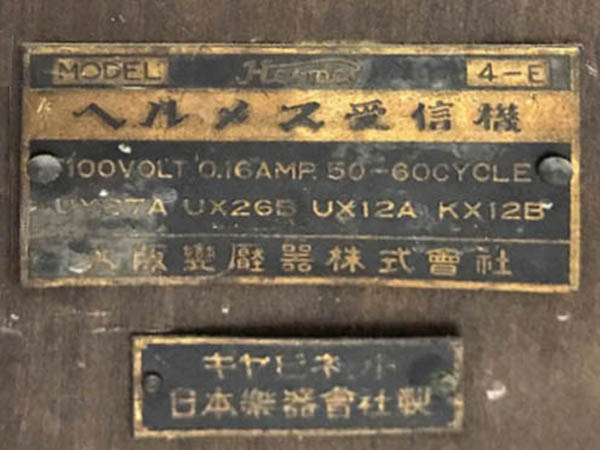 MODEL Hermes 4-E
ヘルメス受信機
100VOLT 0.16AMP. 50-60CYCLE
UX27A UX26B UX12A KX12B
大阪變壓器株式會社
キャビネット
日本樂器會社製